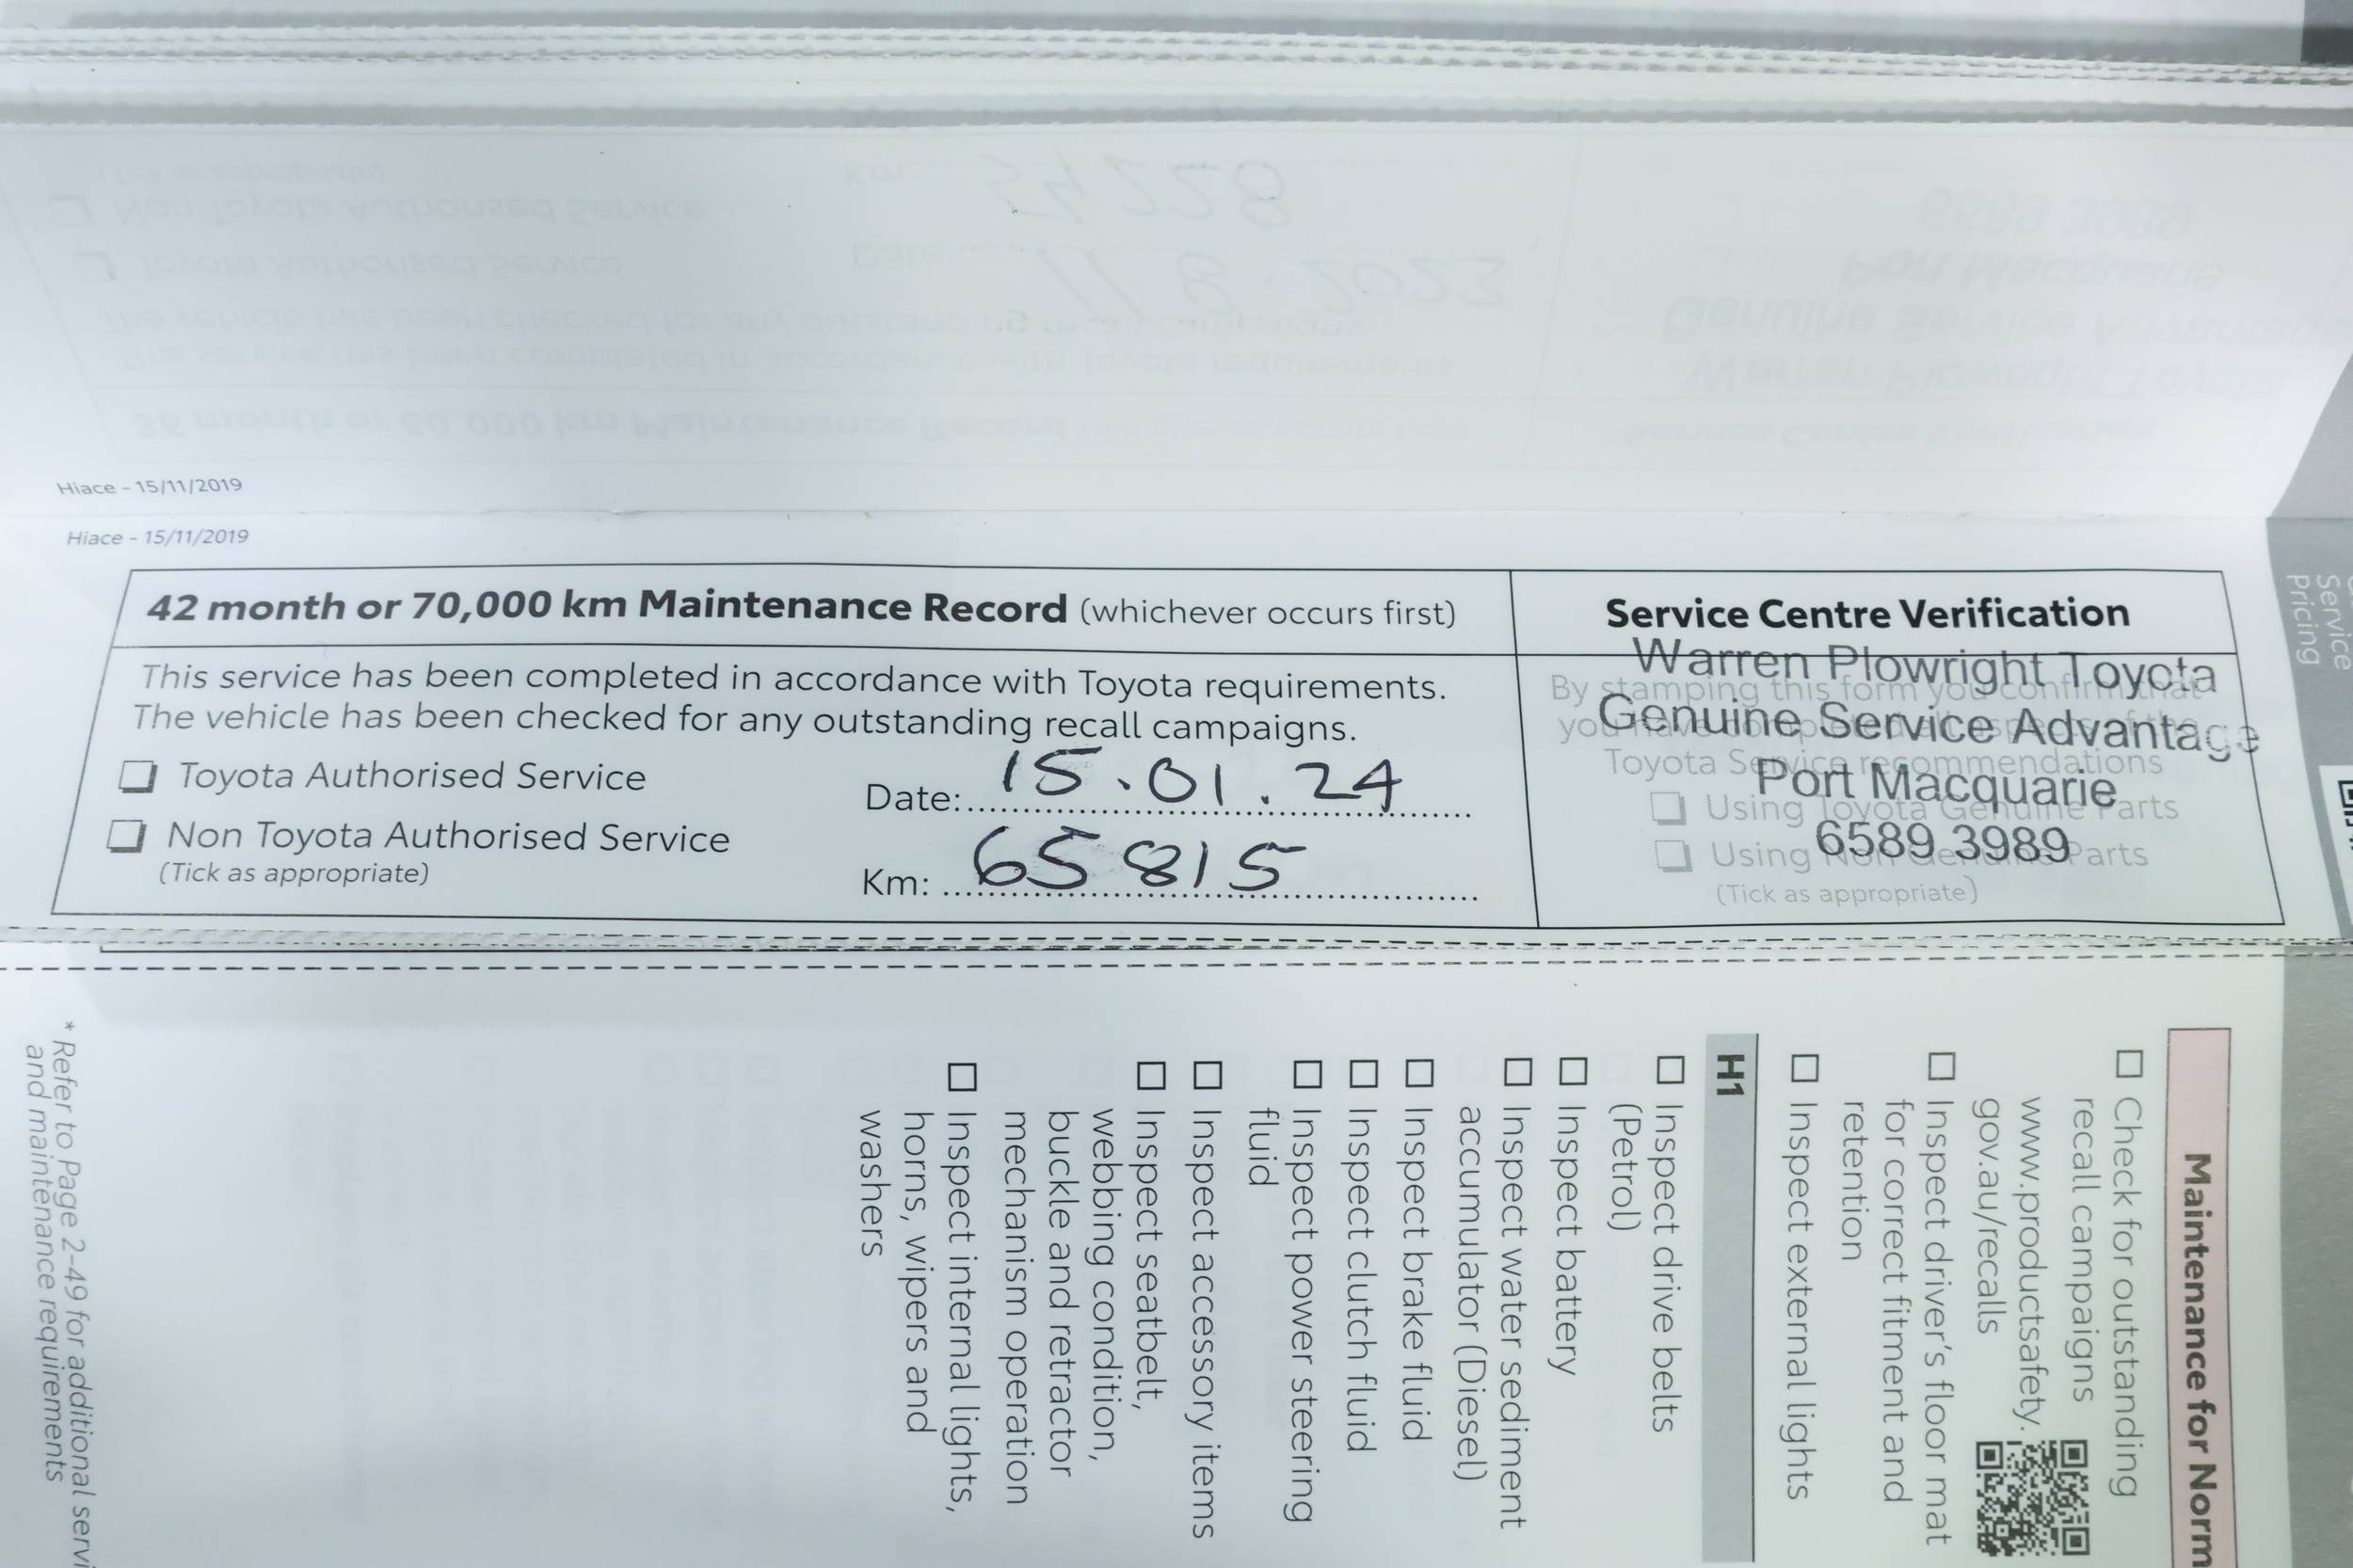 Hiace - 15/11/2019
Hiace - 15/11/2019
42 month or 70,000 km Maintenance Record (whichever occurs first)
This service has been completed in accordance with Toyota requirements.
The vehicle has been checked for any outstanding recall campaigns.
Toyota Authorised Service
Non Toyota Authorised Service
(Tick as appropriate)
Date: 15.01.24
Km: 65815
Service Centre Verification
Warren Plowright Toyota
Genuine Service Advantage
Port Macquarie
6589 3989
By stamping this form you confirm that
you have completed all aspects of the
Toyota Service recommendations
Using Toyota Genuine Parts
Using Non Genuine Parts
(Tick as appropriate)
Service
Pricing
Maintenance for Norm
Check for outstanding
recall campaigns
www.productsafety.
gov.au/recalls
Inspect driver's floor mat
for correct fitment and
retention
Inspect external lights
H1
Inspect drive belts
(Petrol)
Inspect battery
Inspect water sediment
accumulator (Diesel)
Inspect brake fluid
Inspect clutch fluid
Inspect power steering
fluid
Inspect accessory items
Inspect seatbelt,
webbing condition,
buckle and retractor
mechanism operation
Inspect internal lights,
horns, wipers and
washers
* Refer to Page 2-49 for additional servi
and maintenance requirements